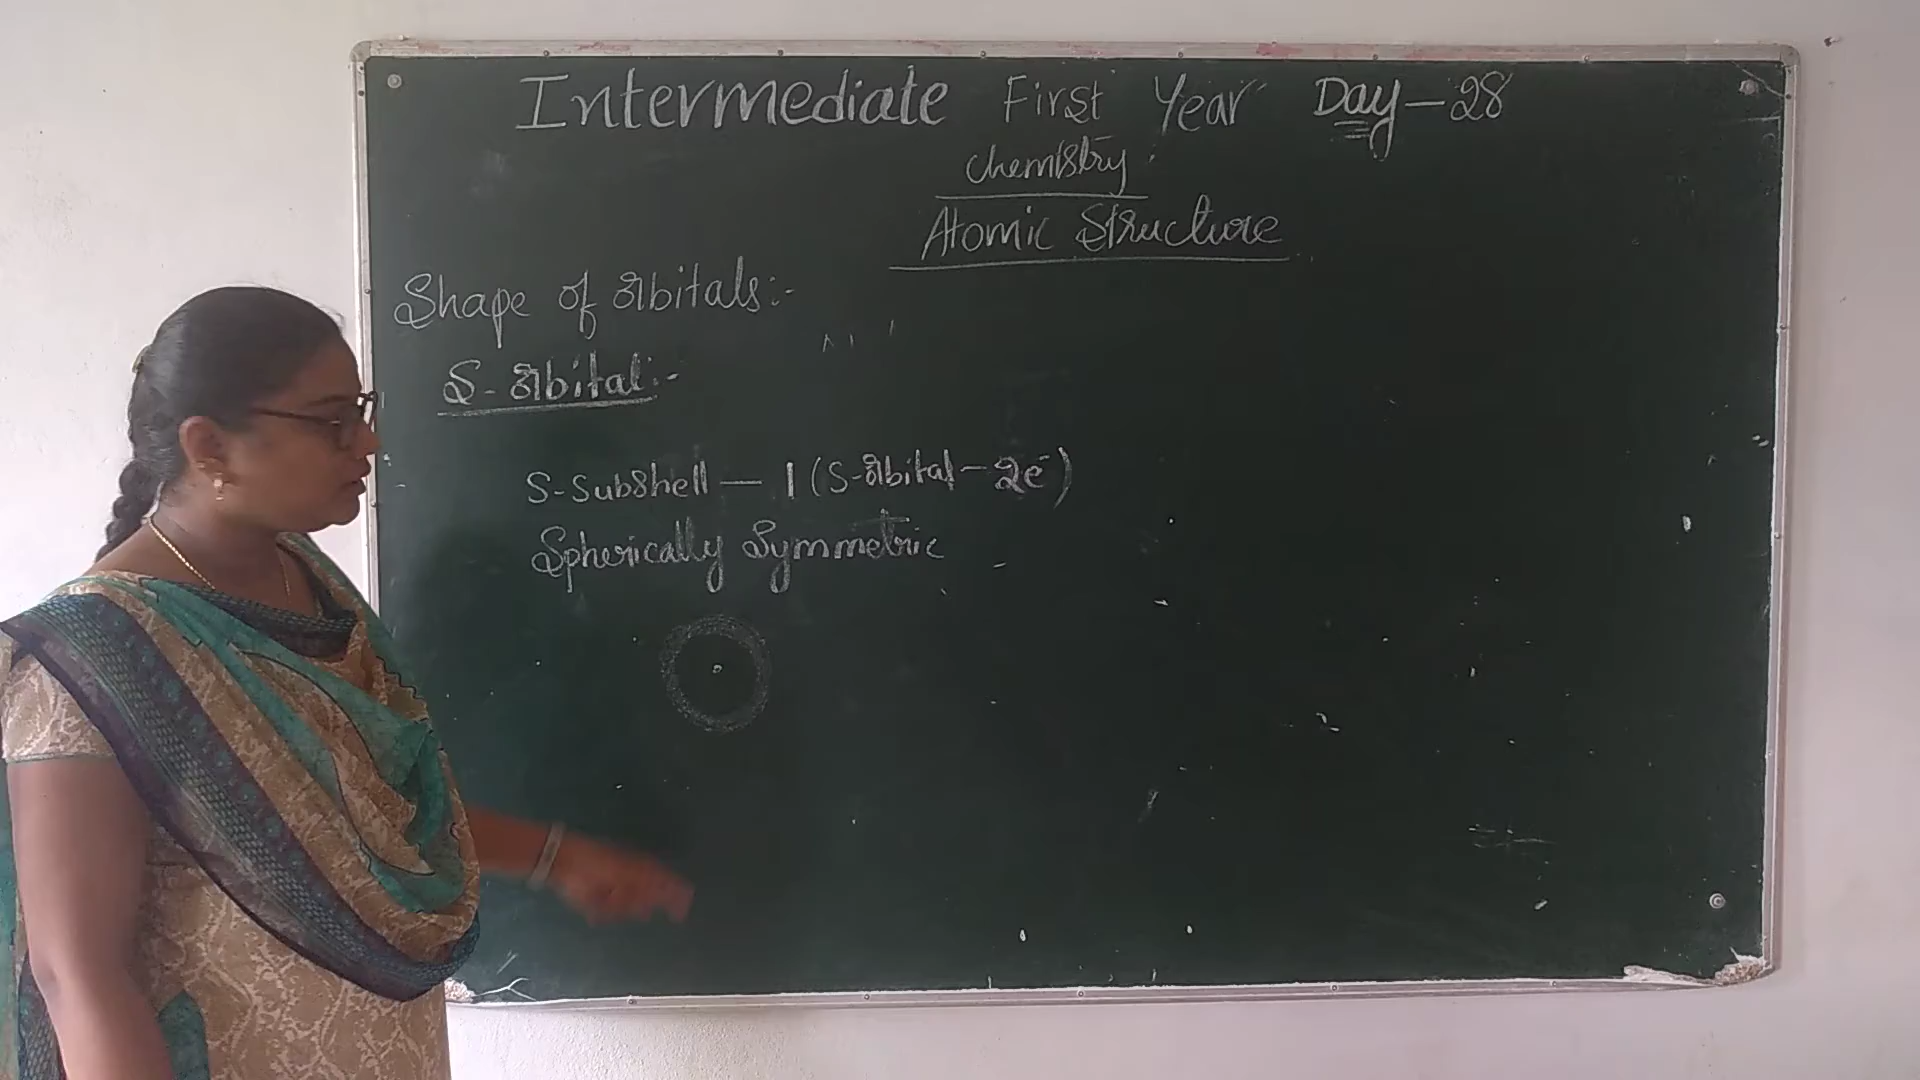 Intermediate First Year Day-28
Chemistry
Atomic Structure
Shape of orbitals:-
S-orbital:-
S-Subshell — 1 (S-orbital - 2e⁻)
Spherically Symmetric